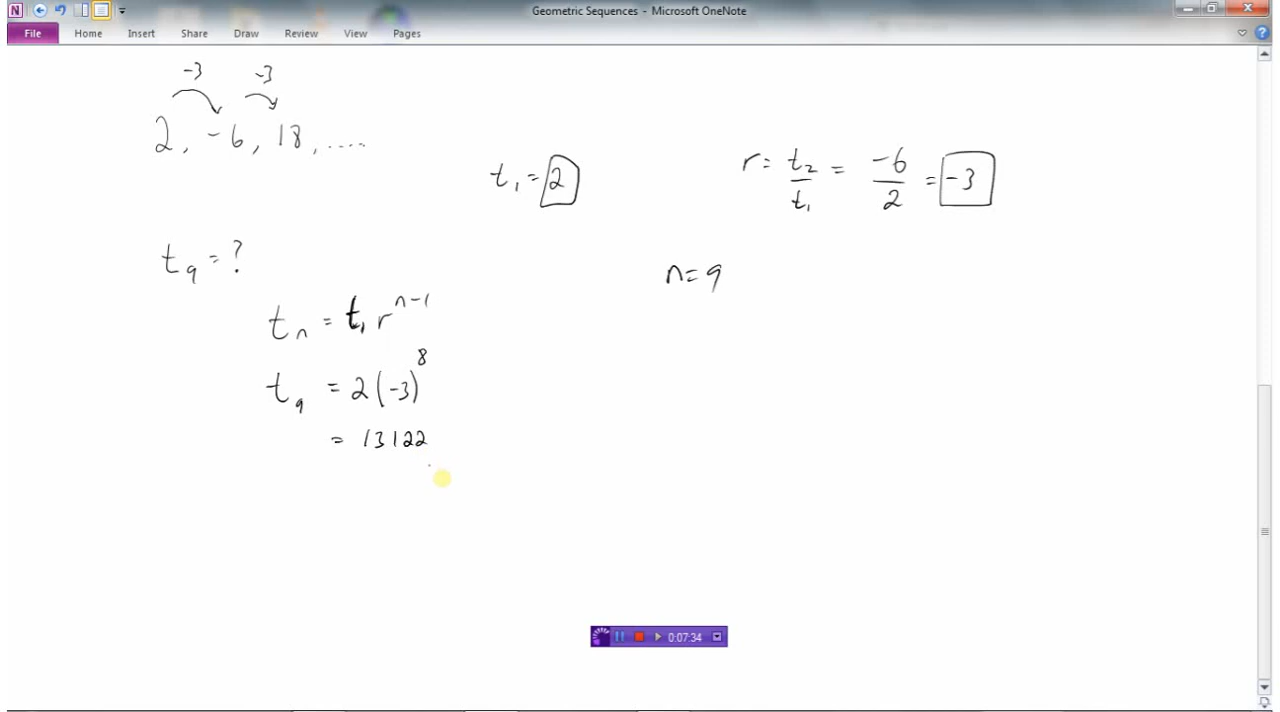 Geometric Sequences - Microsoft OneNote
File Home Insert Share Draw Review View Pages
-3 -3
2, -6, 18, .....
t₁ = 2
r = t₂/t₁ = -6/2 = -3
t₉ = ?
n = 9
tₙ = t₁ rⁿ⁻¹
t₉ = 2(-3)⁸
= 13122
0:07:34